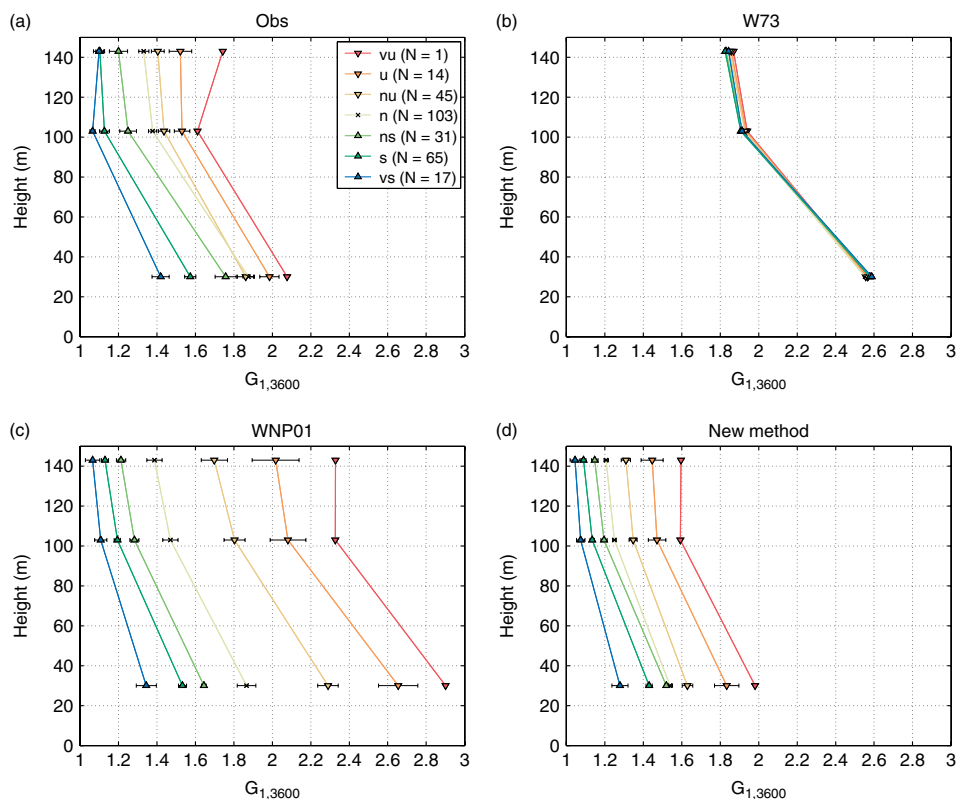 (a)
Obs
Height (m)
140
120
100
80
60
40
20
0
1 1.2 1.4 1.6 1.8 2 2.2 2.4 2.6 2.8 3
G1,3600
vu (N = 1)
u (N = 14)
nu (N = 45)
n (N = 103)
ns (N = 31)
s (N = 65)
vs (N = 17)
(b)
W73
Height (m)
140
120
100
80
60
40
20
0
1 1.2 1.4 1.6 1.8 2 2.2 2.4 2.6 2.8 3
G1,3600
(c)
WNP01
Height (m)
140
120
100
80
60
40
20
0
1 1.2 1.4 1.6 1.8 2 2.2 2.4 2.6 2.8 3
G1,3600
(d)
New method
Height (m)
140
120
100
80
60
40
20
0
1 1.2 1.4 1.6 1.8 2 2.2 2.4 2.6 2.8 3
G1,3600